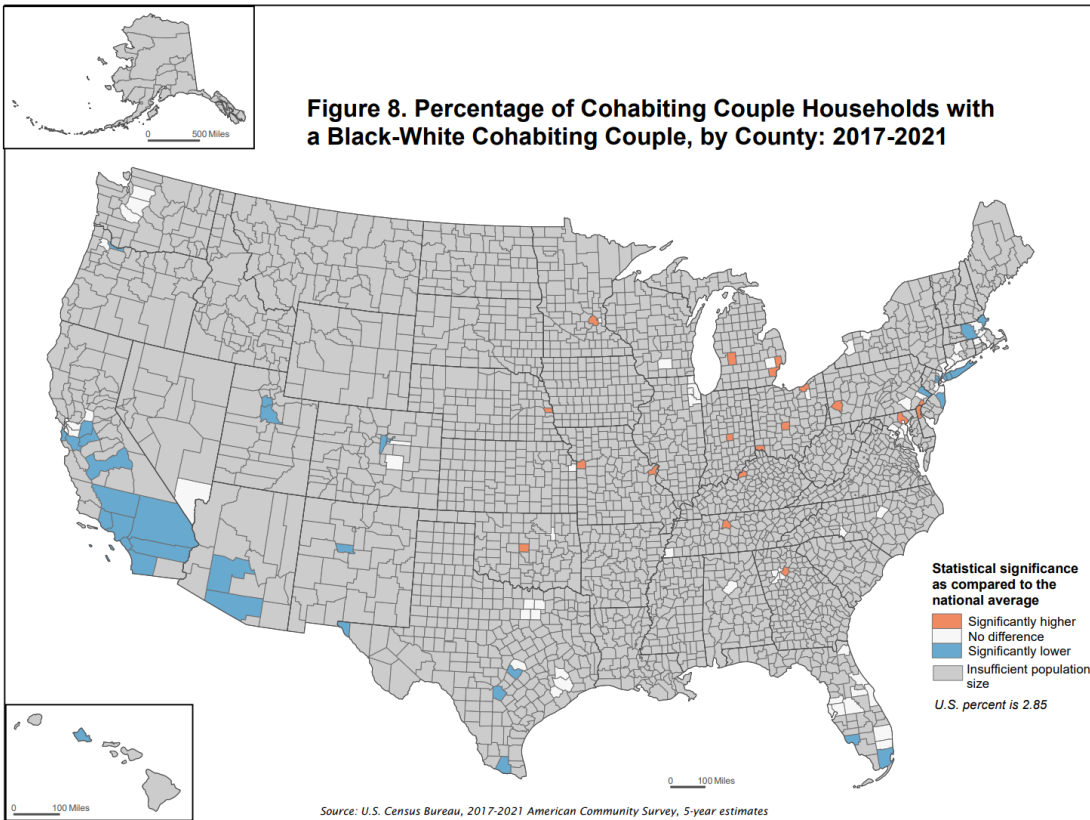 0 500 Miles
Figure 8. Percentage of Cohabiting Couple Households with
a Black-White Cohabiting Couple, by County: 2017-2021
Statistical significance
as compared to the
national average
Significantly higher
No difference
Significantly lower
Insufficient population
size
U.S. percent is 2.85
0 100 Miles
0 100 Miles
Source: U.S. Census Bureau, 2017-2021 American Community Survey, 5-year estimates